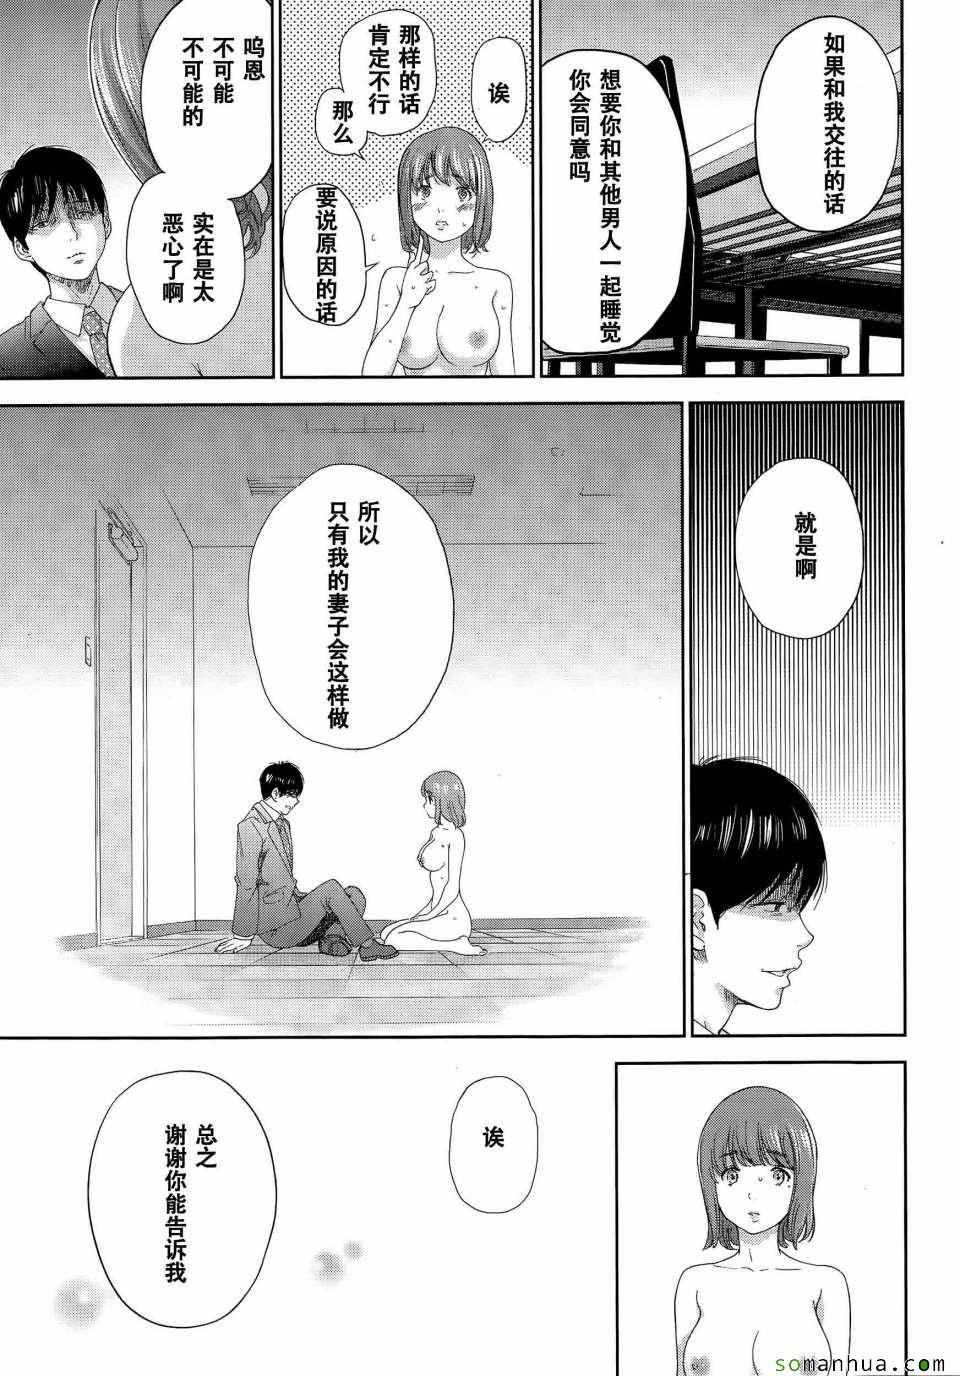 如果和我交往的话
想要你和其他男人一起睡觉
你会同意吗
诶
那样的话
肯定不行
那么
要说原因的话
呜恩
不可能
不可能的
实在是太
恶心了啊
就是啊
所以
只有我的妻子会这样做
诶
总之
谢谢你能告诉我
somanhua.com